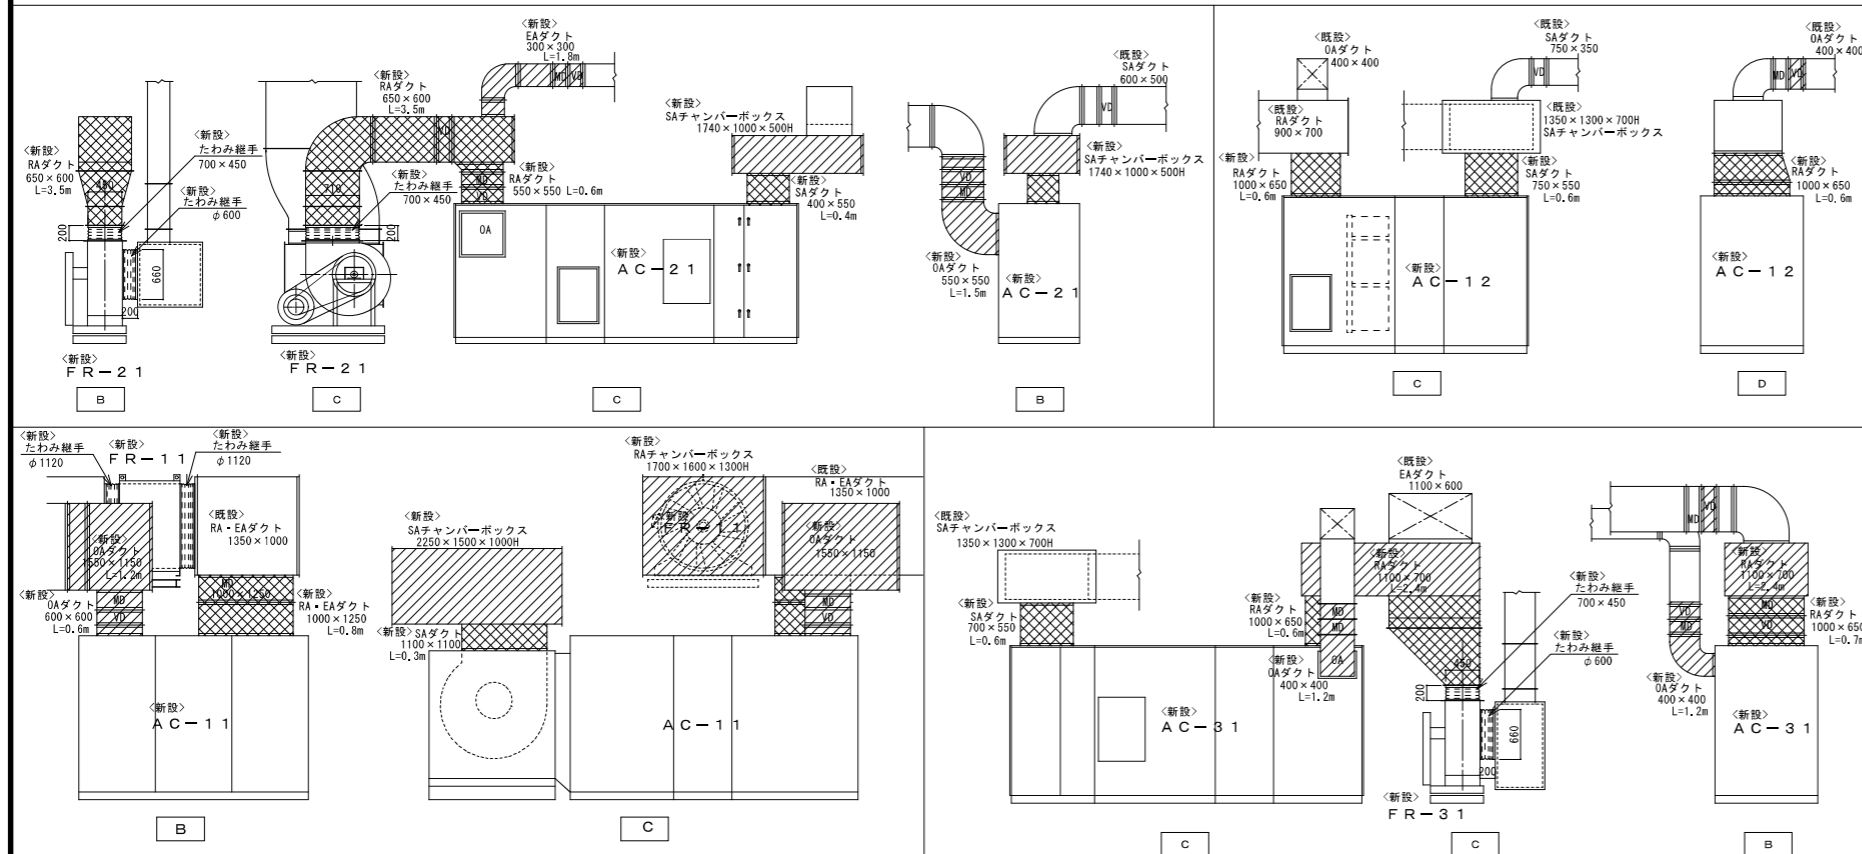 〈新設〉
RAダクト
650×600
L=3.5m
450
200
660
200
〈新設〉
たわみ継手
700×450
〈新設〉
たわみ継手
φ600
〈新設〉
FR-21
B
〈新設〉
RAダクト
650×600
L=3.5m
710
200
〈新設〉
たわみ継手
700×450
〈新設〉
FR-21
C
〈新設〉
EAダクト
300×300
L=1.8m
MD
VD
VD
〈新設〉
RAダクト
550×550 L=0.6m
MD
VD
OA
〈新設〉
SAチャンバーボックス
1740×1000×500H
〈新設〉
SAダクト
400×550
L=0.4m
〈新設〉
AC-21
C
〈既設〉
SAダクト
600×500
VD
〈新設〉
SAチャンバーボックス
1740×1000×500H
VD
MD
〈新設〉
OAダクト
550×550
L=1.5m
〈新設〉
AC-21
B
〈既設〉
OAダクト
400×400
〈既設〉
RAダクト
900×700
〈新設〉
RAダクト
1000×650
L=0.6m
〈既設〉
SAダクト
750×350
VD
〈既設〉
1350×1300×700H
SAチャンバーボックス
〈新設〉
SAダクト
750×550
L=0.6m
〈新設〉
AC-12
C
〈既設〉
OAダクト
400×400
MD
VD
〈新設〉
RAダクト
1000×650
L=0.6m
〈新設〉
AC-12
D
〈新設〉
たわみ継手
φ1120
〈新設〉
FR-11
〈新設〉
たわみ継手
φ1120
〈新設〉
OAダクト
1550×1150
L=1.2m
〈既設〉
RA・EAダクト
1350×1000
〈新設〉
OAダクト
600×600
L=0.6m
MD
VD
MD
1000×1250
〈新設〉
RA・EAダクト
1000×1250
L=0.8m
〈新設〉
AC-11
B
〈新設〉
SAチャンバーボックス
2250×1500×1000H
〈新設〉
SAダクト
1100×1100
L=0.3m
〈新設〉
RAチャンバーボックス
1700×1600×1300H
〈新設〉
FR-11
〈既設〉
RA・EAダクト
1350×1000
〈新設〉
OAダクト
1550×1150
MD
VD
〈新設〉
AC-11
C
〈既設〉
SAチャンバーボックス
1350×1300×700H
〈新設〉
SAダクト
700×550
L=0.6m
〈新設〉
RAダクト
1000×650
L=0.6m
MD
MD
OA
〈新設〉
OAダクト
400×400
L=1.2m
〈新設〉
AC-31
C
〈既設〉
EAダクト
1100×600
〈新設〉
RAダクト
1100×700
L=2.4m
450
200
660
200
〈新設〉
たわみ継手
700×450
〈新設〉
たわみ継手
φ600
〈新設〉
FR-31
C
MD
VD
〈新設〉
RAダクト
1100×700
L=2.4m
VD
MD
MD
VD
〈新設〉
RAダクト
1000×650
L=0.7m
〈新設〉
OAダクト
400×400
L=1.2m
〈新設〉
AC-31
B